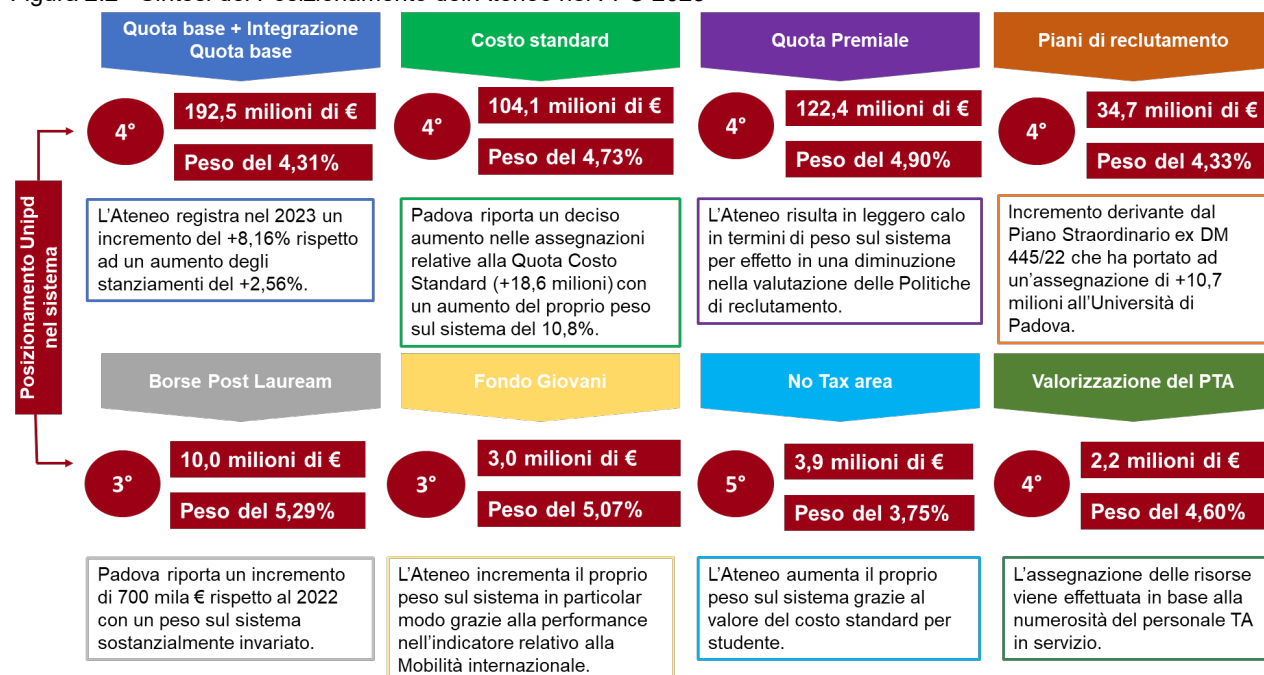 Posizionamento Unipd
nel sistema
Quota base + Integrazione
Quota base
4°
192,5 milioni di €
Peso del 4,31%
L'Ateneo registra nel 2023 un
incremento del +8,16% rispetto
ad un aumento degli
stanziamenti del +2,56%.
Costo standard
4°
104,1 milioni di €
Peso del 4,73%
Padova riporta un deciso
aumento nelle assegnazioni
relative alla Quota Costo
Standard (+18,6 milioni) con
un aumento del proprio peso
sul sistema del 10,8%.
Quota Premiale
4°
122,4 milioni di €
Peso del 4,90%
L'Ateneo risulta in leggero calo
in termini di peso sul sistema
per effetto in una diminuzione
nella valutazione delle Politiche
di reclutamento.
Piani di reclutamento
4°
34,7 milioni di €
Peso del 4,33%
Incremento derivante dal
Piano Straordinario ex DM
445/22 che ha portato ad
un'assegnazione di +10,7
milioni all'Università di
Padova.
Borse Post Lauream
3°
10,0 milioni di €
Peso del 5,29%
Padova riporta un incremento
di 700 mila € rispetto al 2022
con un peso sul sistema
sostanzialmente invariato.
Fondo Giovani
3°
3,0 milioni di €
Peso del 5,07%
L'Ateneo incrementa il proprio
peso sul sistema in particolar
modo grazie alla performance
nell'indicatore relativo alla
Mobilità internazionale.
No Tax area
5°
3,9 milioni di €
Peso del 3,75%
L'Ateneo aumenta il proprio
peso sul sistema grazie al
valore del costo standard per
studente.
Valorizzazione del PTA
4°
2,2 milioni di €
Peso del 4,60%
L'assegnazione delle risorse
viene effettuata in base alla
numerosità del personale TA
in servizio.